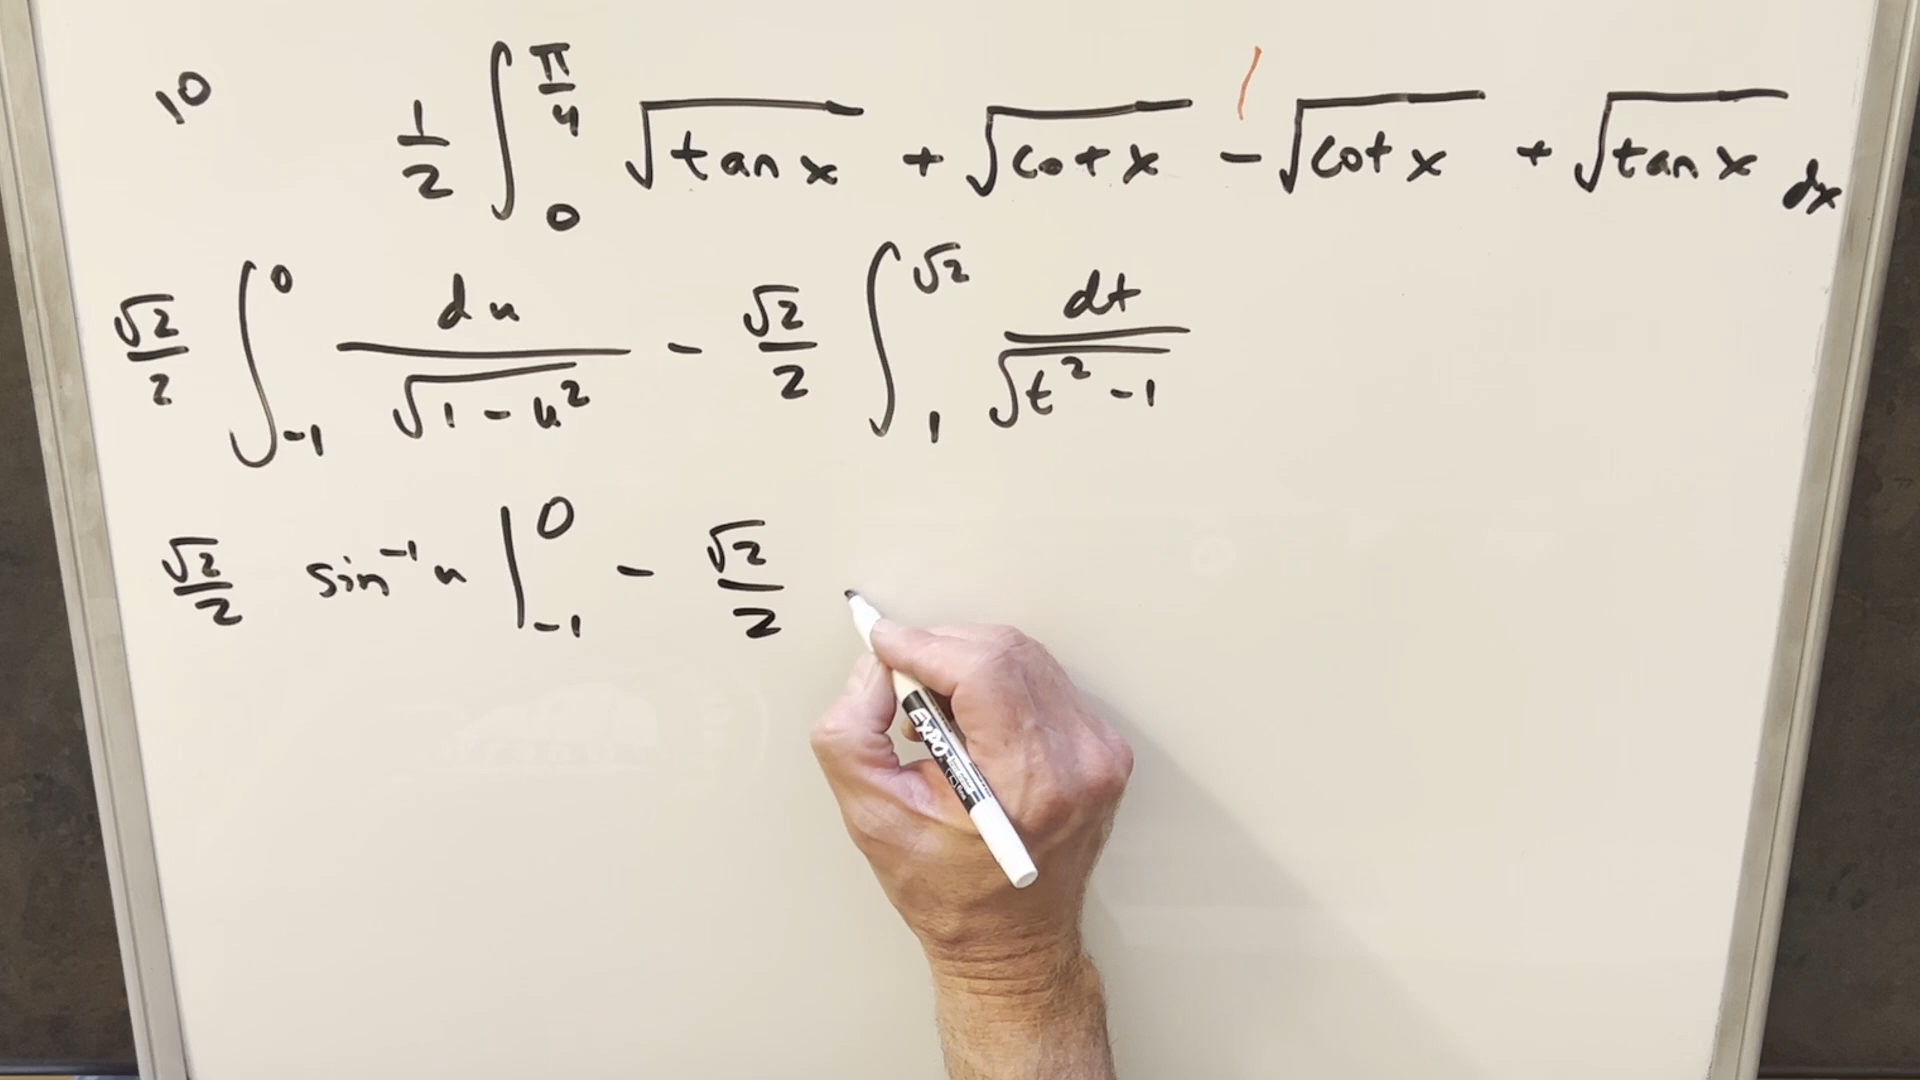 10 1/2 ∫_0^{π/4} √(tan x) + √(cot x) - √(cot x) + √(tan x) dx
√2/2 ∫_{-1}^{0} du/√(1-u²) - √2/2 ∫_1^{√2} dt/√(t²-1)
√2/2 sin⁻¹ u |_{-1}^{0} - √2/2
EXPO